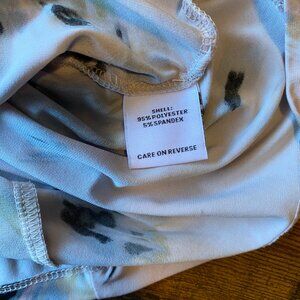 SHELL:
95% POLYESTER
5% SPANDEX
CARE ON REVERSE